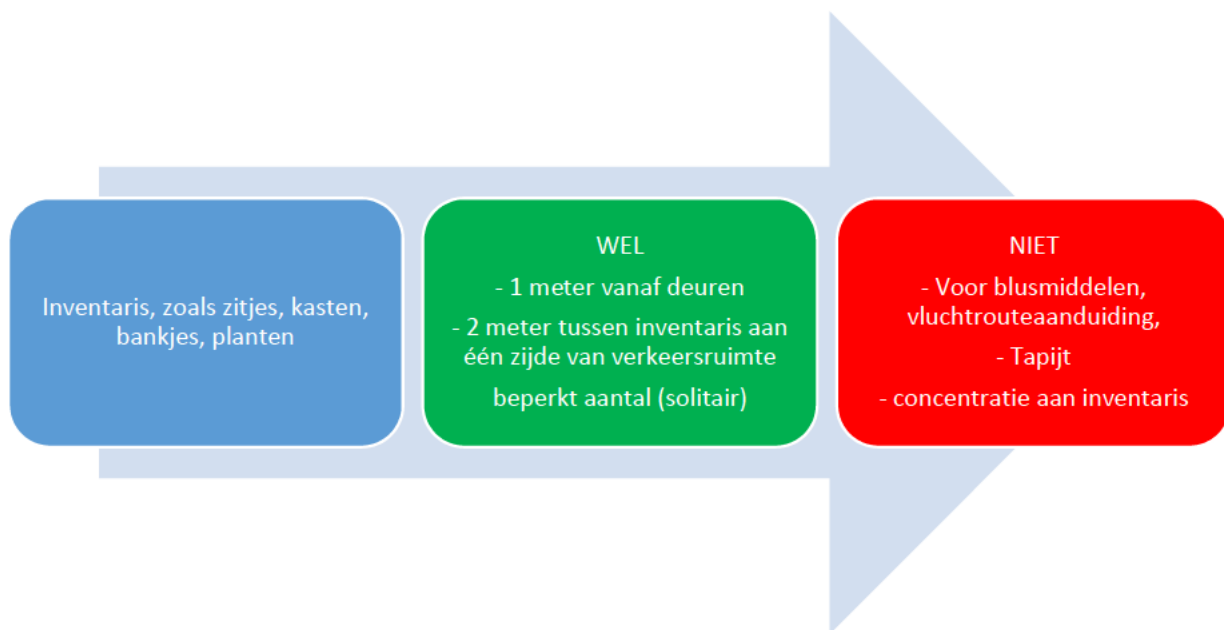 Inventaris, zoals zitjes, kasten,
bankjes, planten
WEL
- 1 meter vanaf deuren
- 2 meter tussen inventaris aan
één zijde van verkeersruimte
beperkt aantal (solitair)
NIET
- Voor blusmiddelen,
vluchtrouteaanduiding,
- Tapijt
- concentratie aan inventaris